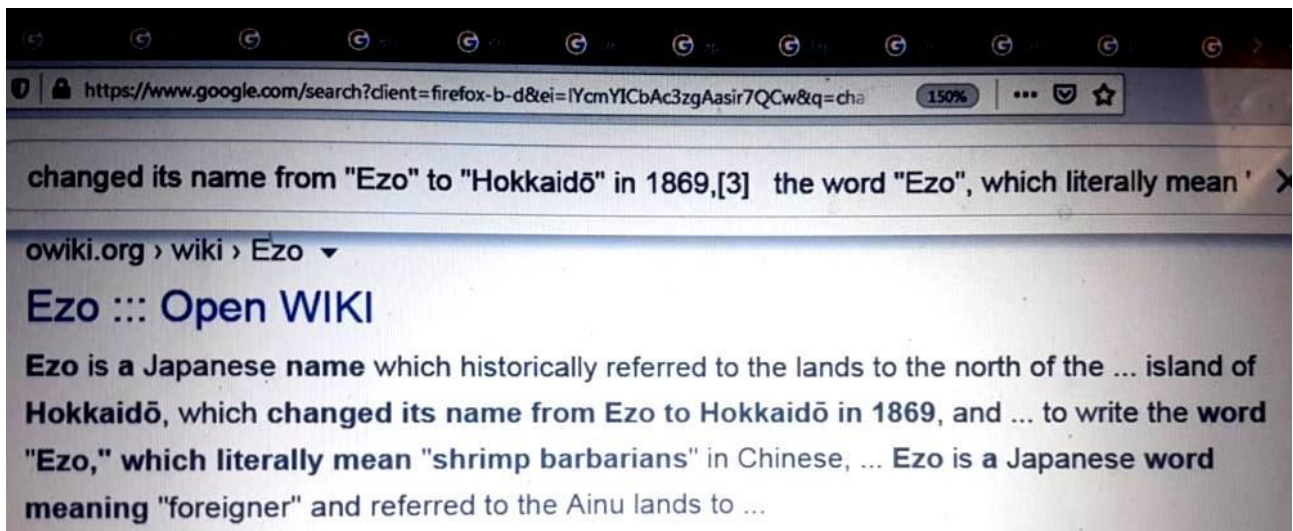 https://www.google.com/search?client=firefox-b-d&ei=lYcmYICbAc3zgAasir7QCw&q=cha 150%
changed its name from "Ezo" to "Hokkaidō" in 1869,[3] the word "Ezo", which literally mean '
owiki.org › wiki › Ezo
Ezo ::: Open WIKI
Ezo is a Japanese name which historically referred to the lands to the north of the ... island of
Hokkaidō, which changed its name from Ezo to Hokkaidō in 1869, and ... to write the word
"Ezo," which literally mean "shrimp barbarians" in Chinese, ... Ezo is a Japanese word
meaning "foreigner" and referred to the Ainu lands to ...